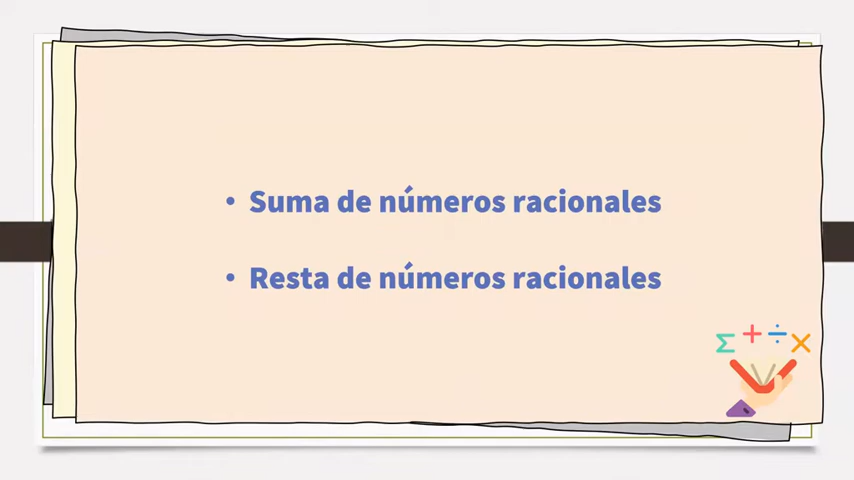 • Suma de números racionales
• Resta de números racionales